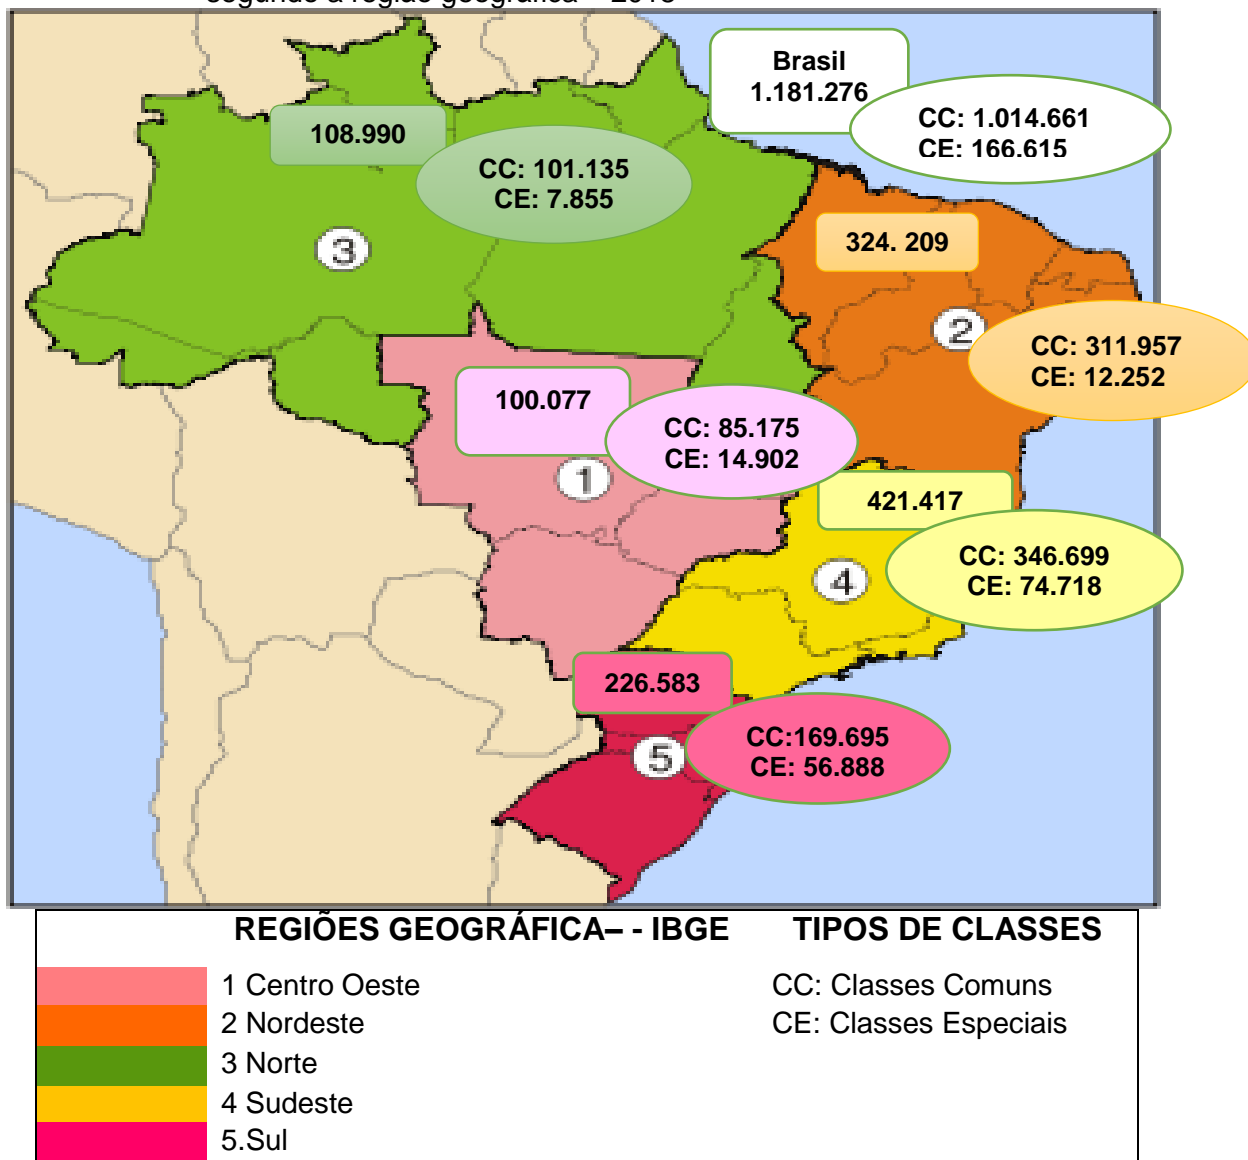 segundo a região geográfica – 2018
Brasil
1.181.276
CC: 1.014.661
CE: 166.615
108.990
CC: 101.135
CE: 7.855
3
324. 209
2
CC: 311.957
CE: 12.252
100.077
CC: 85.175
CE: 14.902
1
421.417
CC: 346.699
CE: 74.718
4
226.583
CC:169.695
CE: 56.888
5
REGIÕES GEOGRÁFICA– - IBGE TIPOS DE CLASSES
1 Centro Oeste CC: Classes Comuns
2 Nordeste CE: Classes Especiais
3 Norte
4 Sudeste
5.Sul